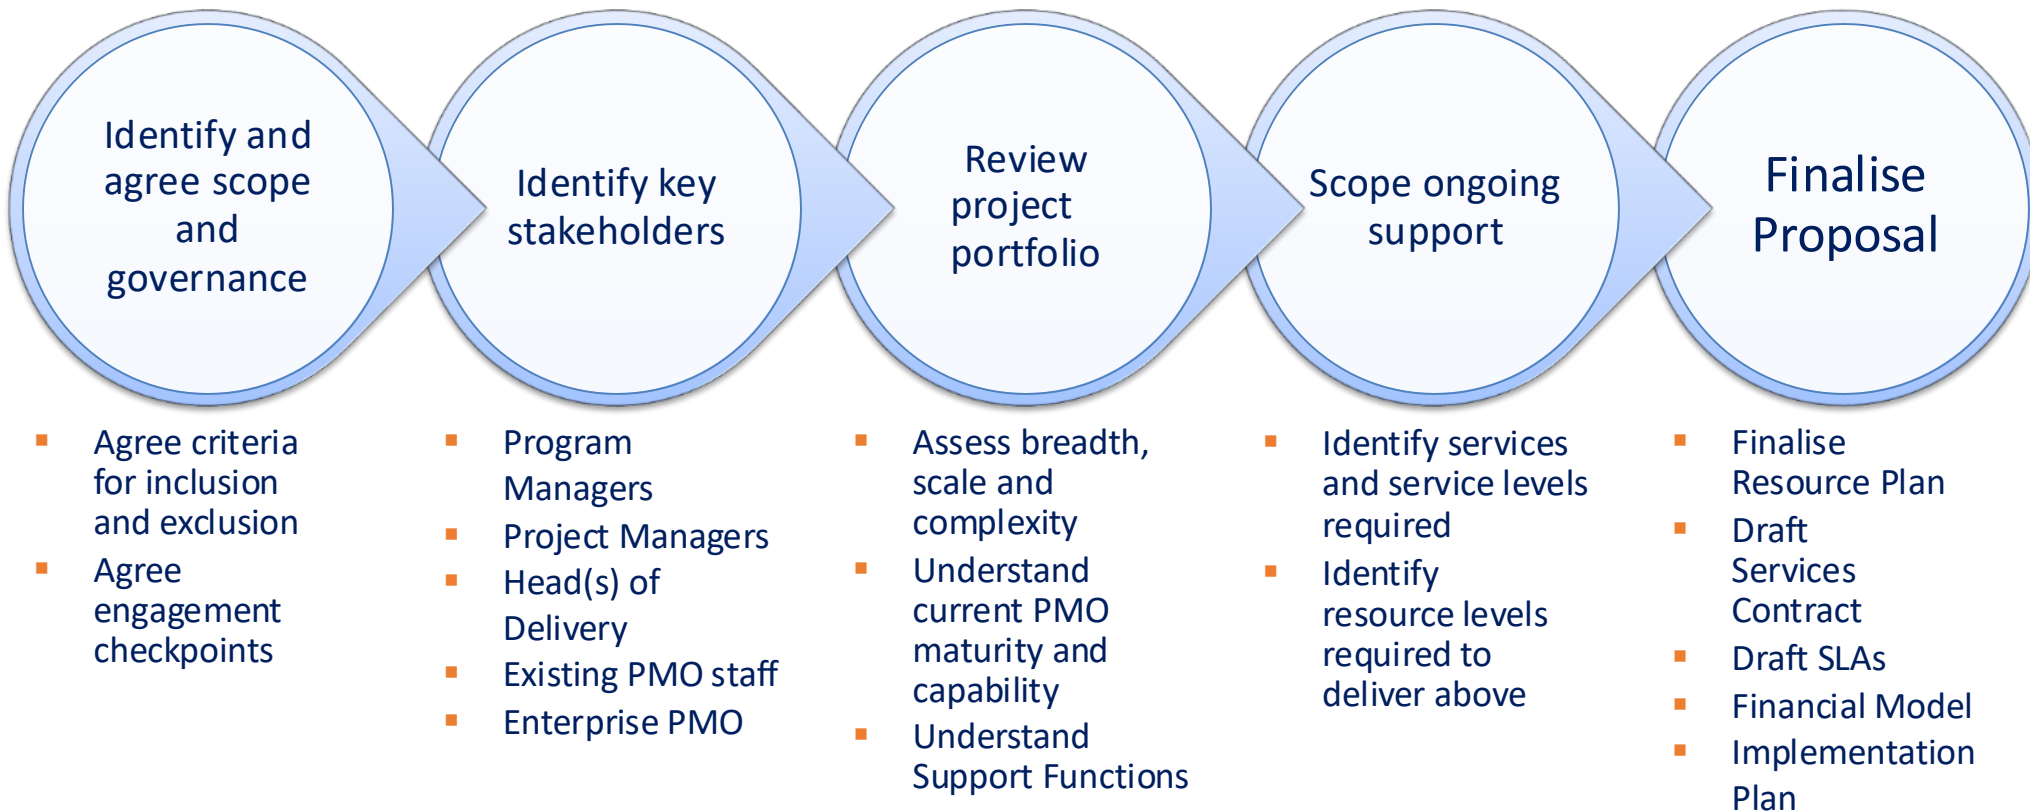 Identify and
agree scope
and
governance
Identify key
stakeholders
Review
project
portfolio
Scope ongoing
support
Finalise
Proposal
Agree criteria
for inclusion
and exclusion
Agree
engagement
checkpoints
Program
Managers
Project Managers
Head(s) of
Delivery
Existing PMO staff
Enterprise PMO
Assess breadth,
scale and
complexity
Understand
current PMO
maturity and
capability
Understand
Support Functions
Identify services
and service levels
required
Identify
resource levels
required to
deliver above
Finalise
Resource Plan
Draft
Services
Contract
Draft SLAs
Financial Model
Implementation
Plan